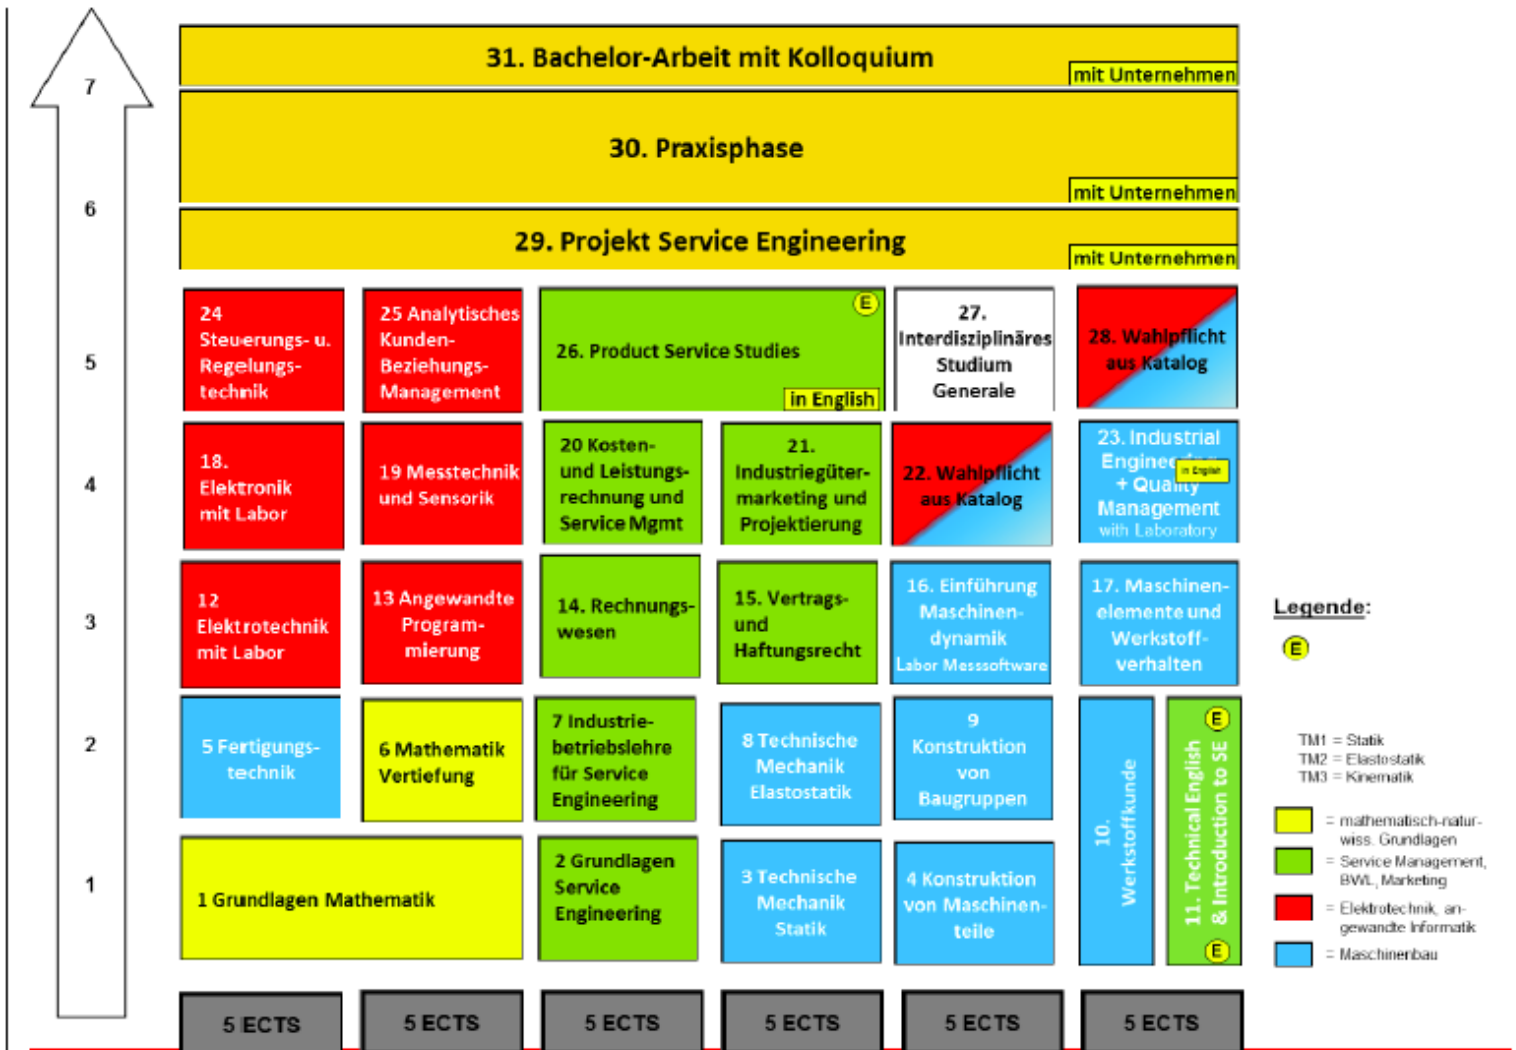 31. Bachelor-Arbeit mit Kolloquium
mit Unternehmen
7
30. Praxisphase
mit Unternehmen
6
29. Projekt Service Engineering
mit Unternehmen
5
24
Steuerungs- u.
Regelungs-
technik
25 Analytisches
Kunden-
Beziehungs-
Management
E
26. Product Service Studies
in English
27.
Interdisziplinäres
Studium
Generale
28. Wahlpflicht
aus Katalog
4
18.
Elektronik
mit Labor
19 Messtechnik
und Sensorik
20 Kosten-
und Leistungs-
rechnung und
Service Mgmt
21.
Industriegüter-
marketing und
Projektierung
22. Wahlpflicht
aus Katalog
23. Industrial
Engineering
in English
+ Quality
Management
with Laboratory
3
12
Elektrotechnik
mit Labor
13 Angewandte
Program-
mierung
14. Rechnungs-
wesen
15. Vertrags-
und
Haftungsrecht
16. Einführung
Maschinen-
dynamik
Labor Messsoftware
17. Maschinen-
elemente und
Werkstoff-
verhalten
2
5 Fertigungs-
technik
6 Mathematik
Vertiefung
7 Industrie-
betriebslehre
für Service
Engineering
8 Technische
Mechanik
Elastostatik
9
Konstruktion
von
Baugruppen
10.
Werkstoffkunde
E
11. Technical English
& Introduction to SE
E
1
1 Grundlagen Mathematik
2 Grundlagen
Service
Engineering
3 Technische
Mechanik
Statik
4 Konstruktion
von Maschinen-
teile
5 ECTS
5 ECTS
5 ECTS
5 ECTS
5 ECTS
5 ECTS
Legende:
E
TM1 = Statik
TM2 = Elastostatik
TM3 = Kinematik
= mathematisch-natur-
wiss. Grundlagen
= Service Management,
BWL, Marketing
= Elektrotechnik, an-
gewandte Informatik
= Maschinenbau